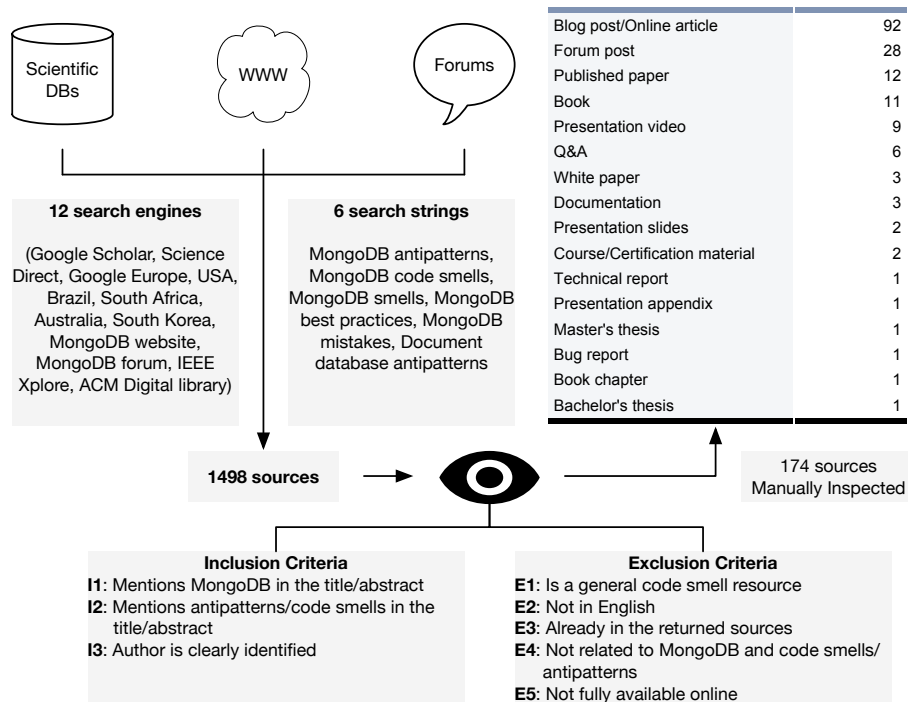 Scientific
DBs
WWW
Forums
Blog post/Online article 92
Forum post 28
Published paper 12
Book 11
Presentation video 9
Q&A 6
White paper 3
Documentation 3
Presentation slides 2
Course/Certification material 2
Technical report 1
Presentation appendix 1
Master's thesis 1
Bug report 1
Book chapter 1
Bachelor's thesis 1
12 search engines
(Google Scholar, Science
Direct, Google Europe, USA,
Brazil, South Africa,
Australia, South Korea,
MongoDB website,
MongoDB forum, IEEE
Xplore, ACM Digital library)
6 search strings
MongoDB antipatterns,
MongoDB code smells,
MongoDB smells, MongoDB
best practices, MongoDB
mistakes, Document
database antipatterns
1498 sources
174 sources
Manually Inspected
Inclusion Criteria
I1: Mentions MongoDB in the title/abstract
I2: Mentions antipatterns/code smells in the
title/abstract
I3: Author is clearly identified
Exclusion Criteria
E1: Is a general code smell resource
E2: Not in English
E3: Already in the returned sources
E4: Not related to MongoDB and code smells/
antipatterns
E5: Not fully available online